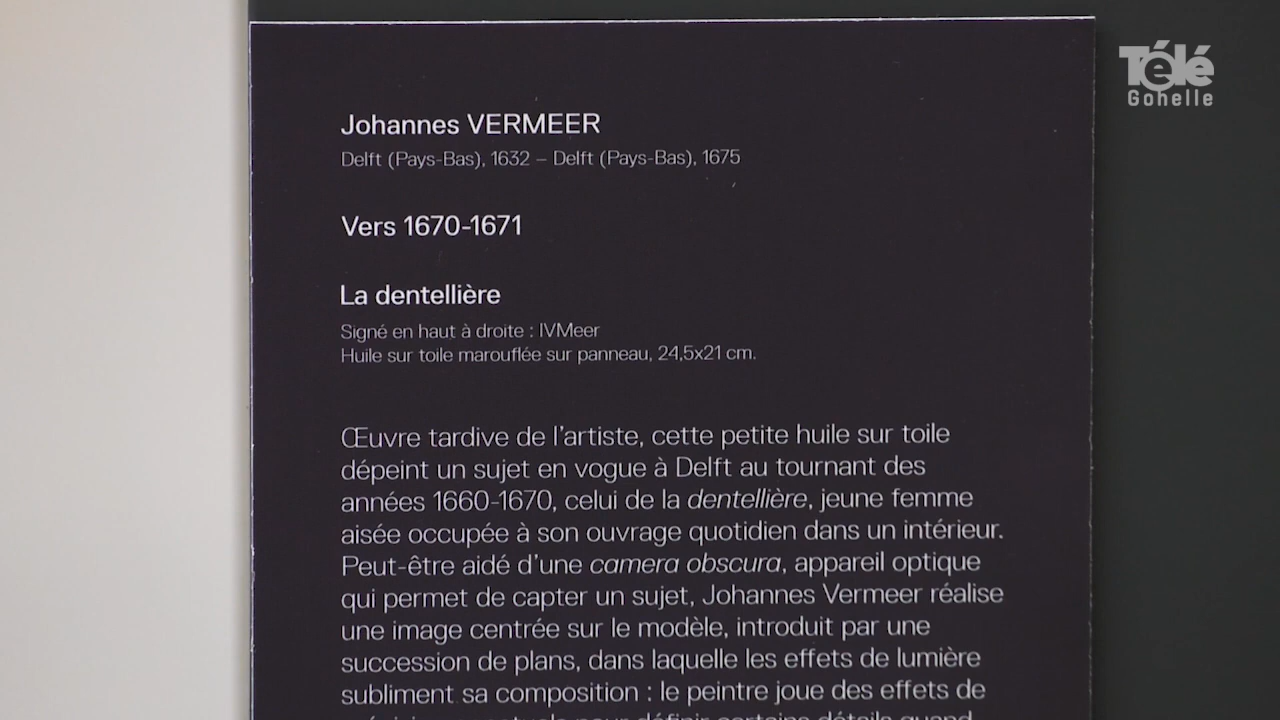 Télé
Gohelle
Johannes VERMEER
Delft (Pays-Bas), 1632 – Delft (Pays-Bas), 1675
Vers 1670-1671
La dentellière
Signé en haut à droite : IVMeer
Huile sur toile marouflée sur panneau, 24,5x21 cm.
Œuvre tardive de l'artiste, cette petite huile sur toile
dépeint un sujet en vogue à Delft au tournant des
années 1660-1670, celui de la dentellière, jeune femme
aisée occupée à son ouvrage quotidien dans un intérieur.
Peut-être aidé d'une camera obscura, appareil optique
qui permet de capter un sujet, Johannes Vermeer réalise
une image centrée sur le modèle, introduit par une
succession de plans, dans laquelle les effets de lumière
subliment sa composition : le peintre joue des effets de